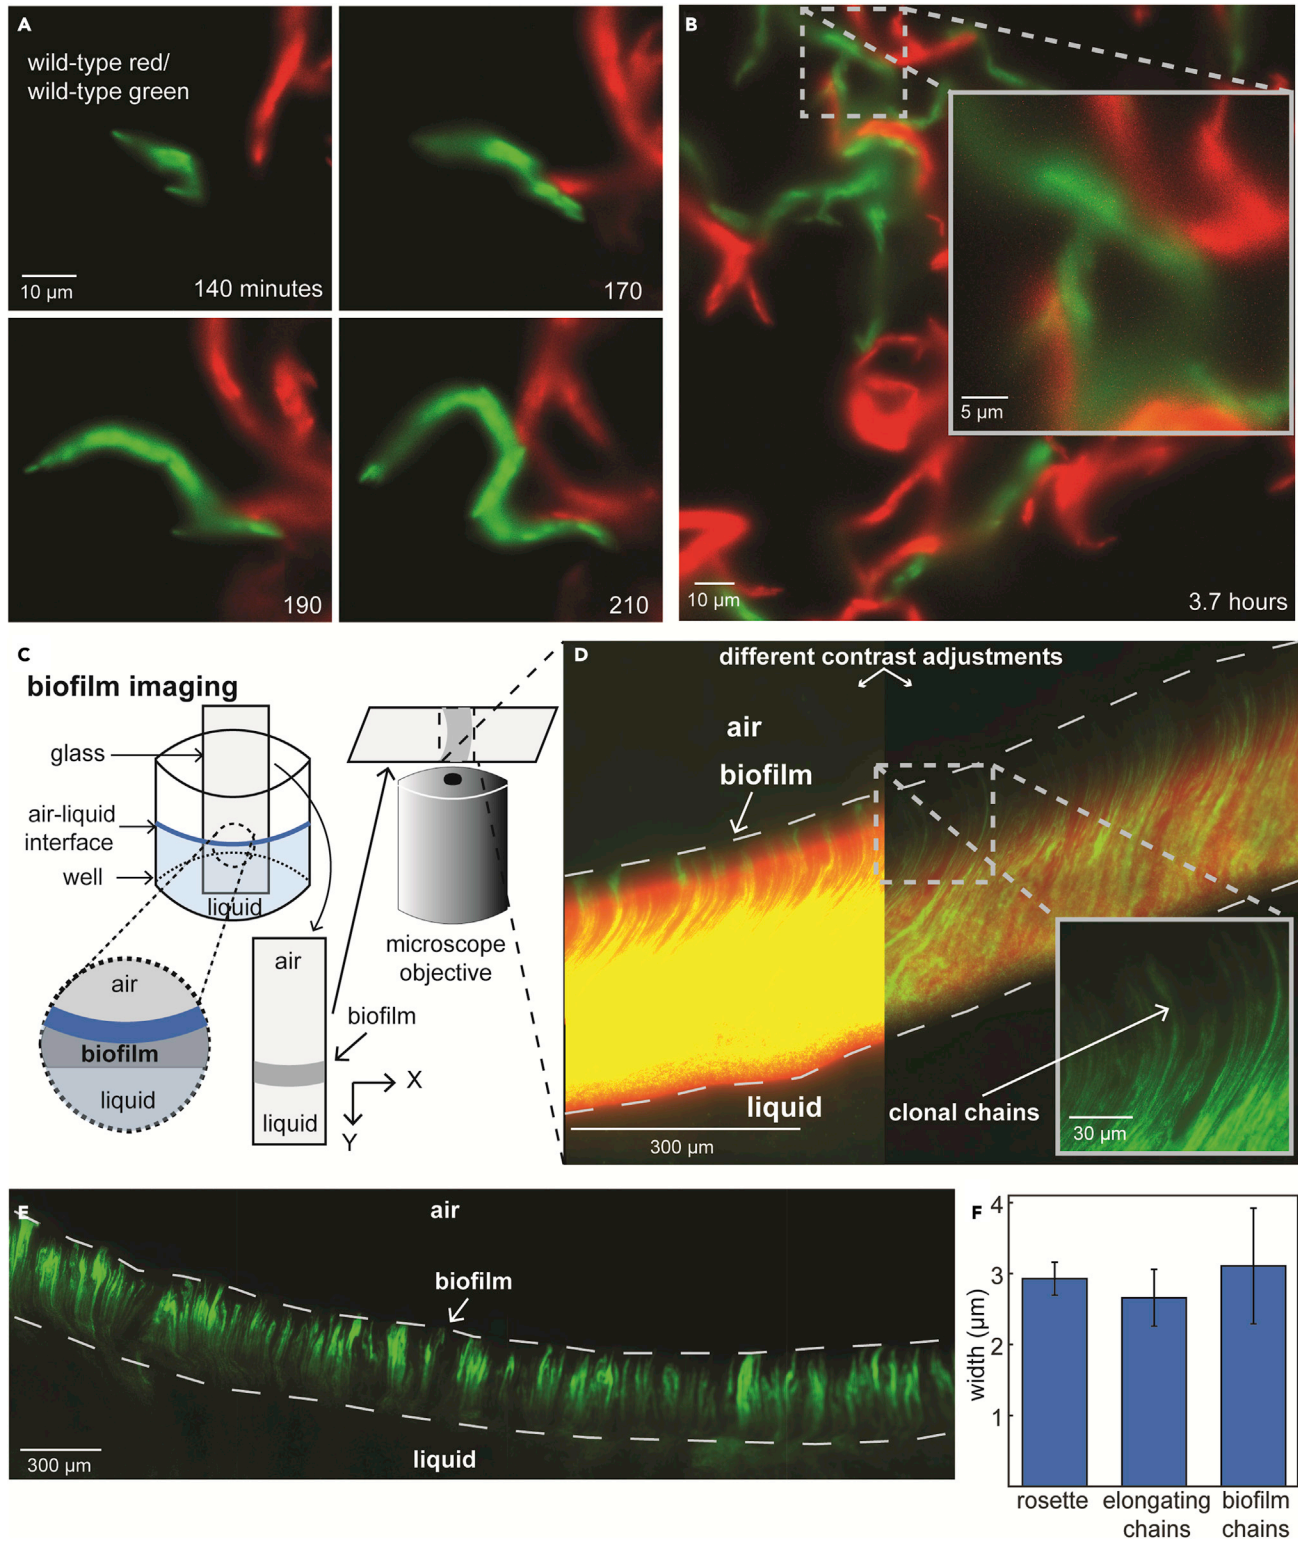 A
wild-type red/
wild-type green
10 µm
140 minutes
170
190
210
B
5 µm
10 µm
3.7 hours
C
biofilm imaging
glass
air-liquid
interface
well
liquid
air
biofilm
liquid
air
biofilm
liquid
X
Y
microscope
objective
D
different contrast adjustments
air
biofilm
liquid
300 µm
clonal chains
30 µm
E
air
biofilm
liquid
300 µm
F
4
3
2
1
width (µm)
rosette
elongating
chains
biofilm
chains